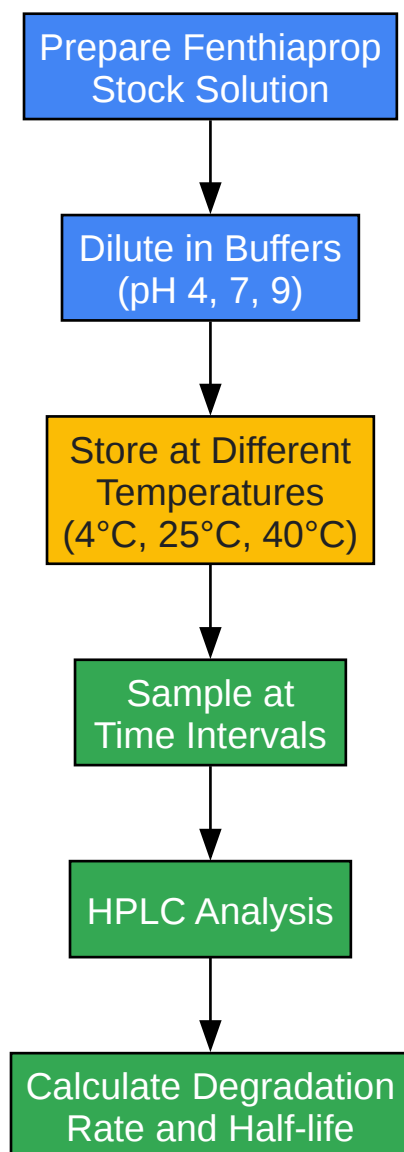 Prepare Fenthiaprop
Stock Solution
Dilute in Buffers
(pH 4, 7, 9)
Store at Different
Temperatures
(4°C, 25°C, 40°C)
Sample at
Time Intervals
HPLC Analysis
Calculate Degradation
Rate and Half-life